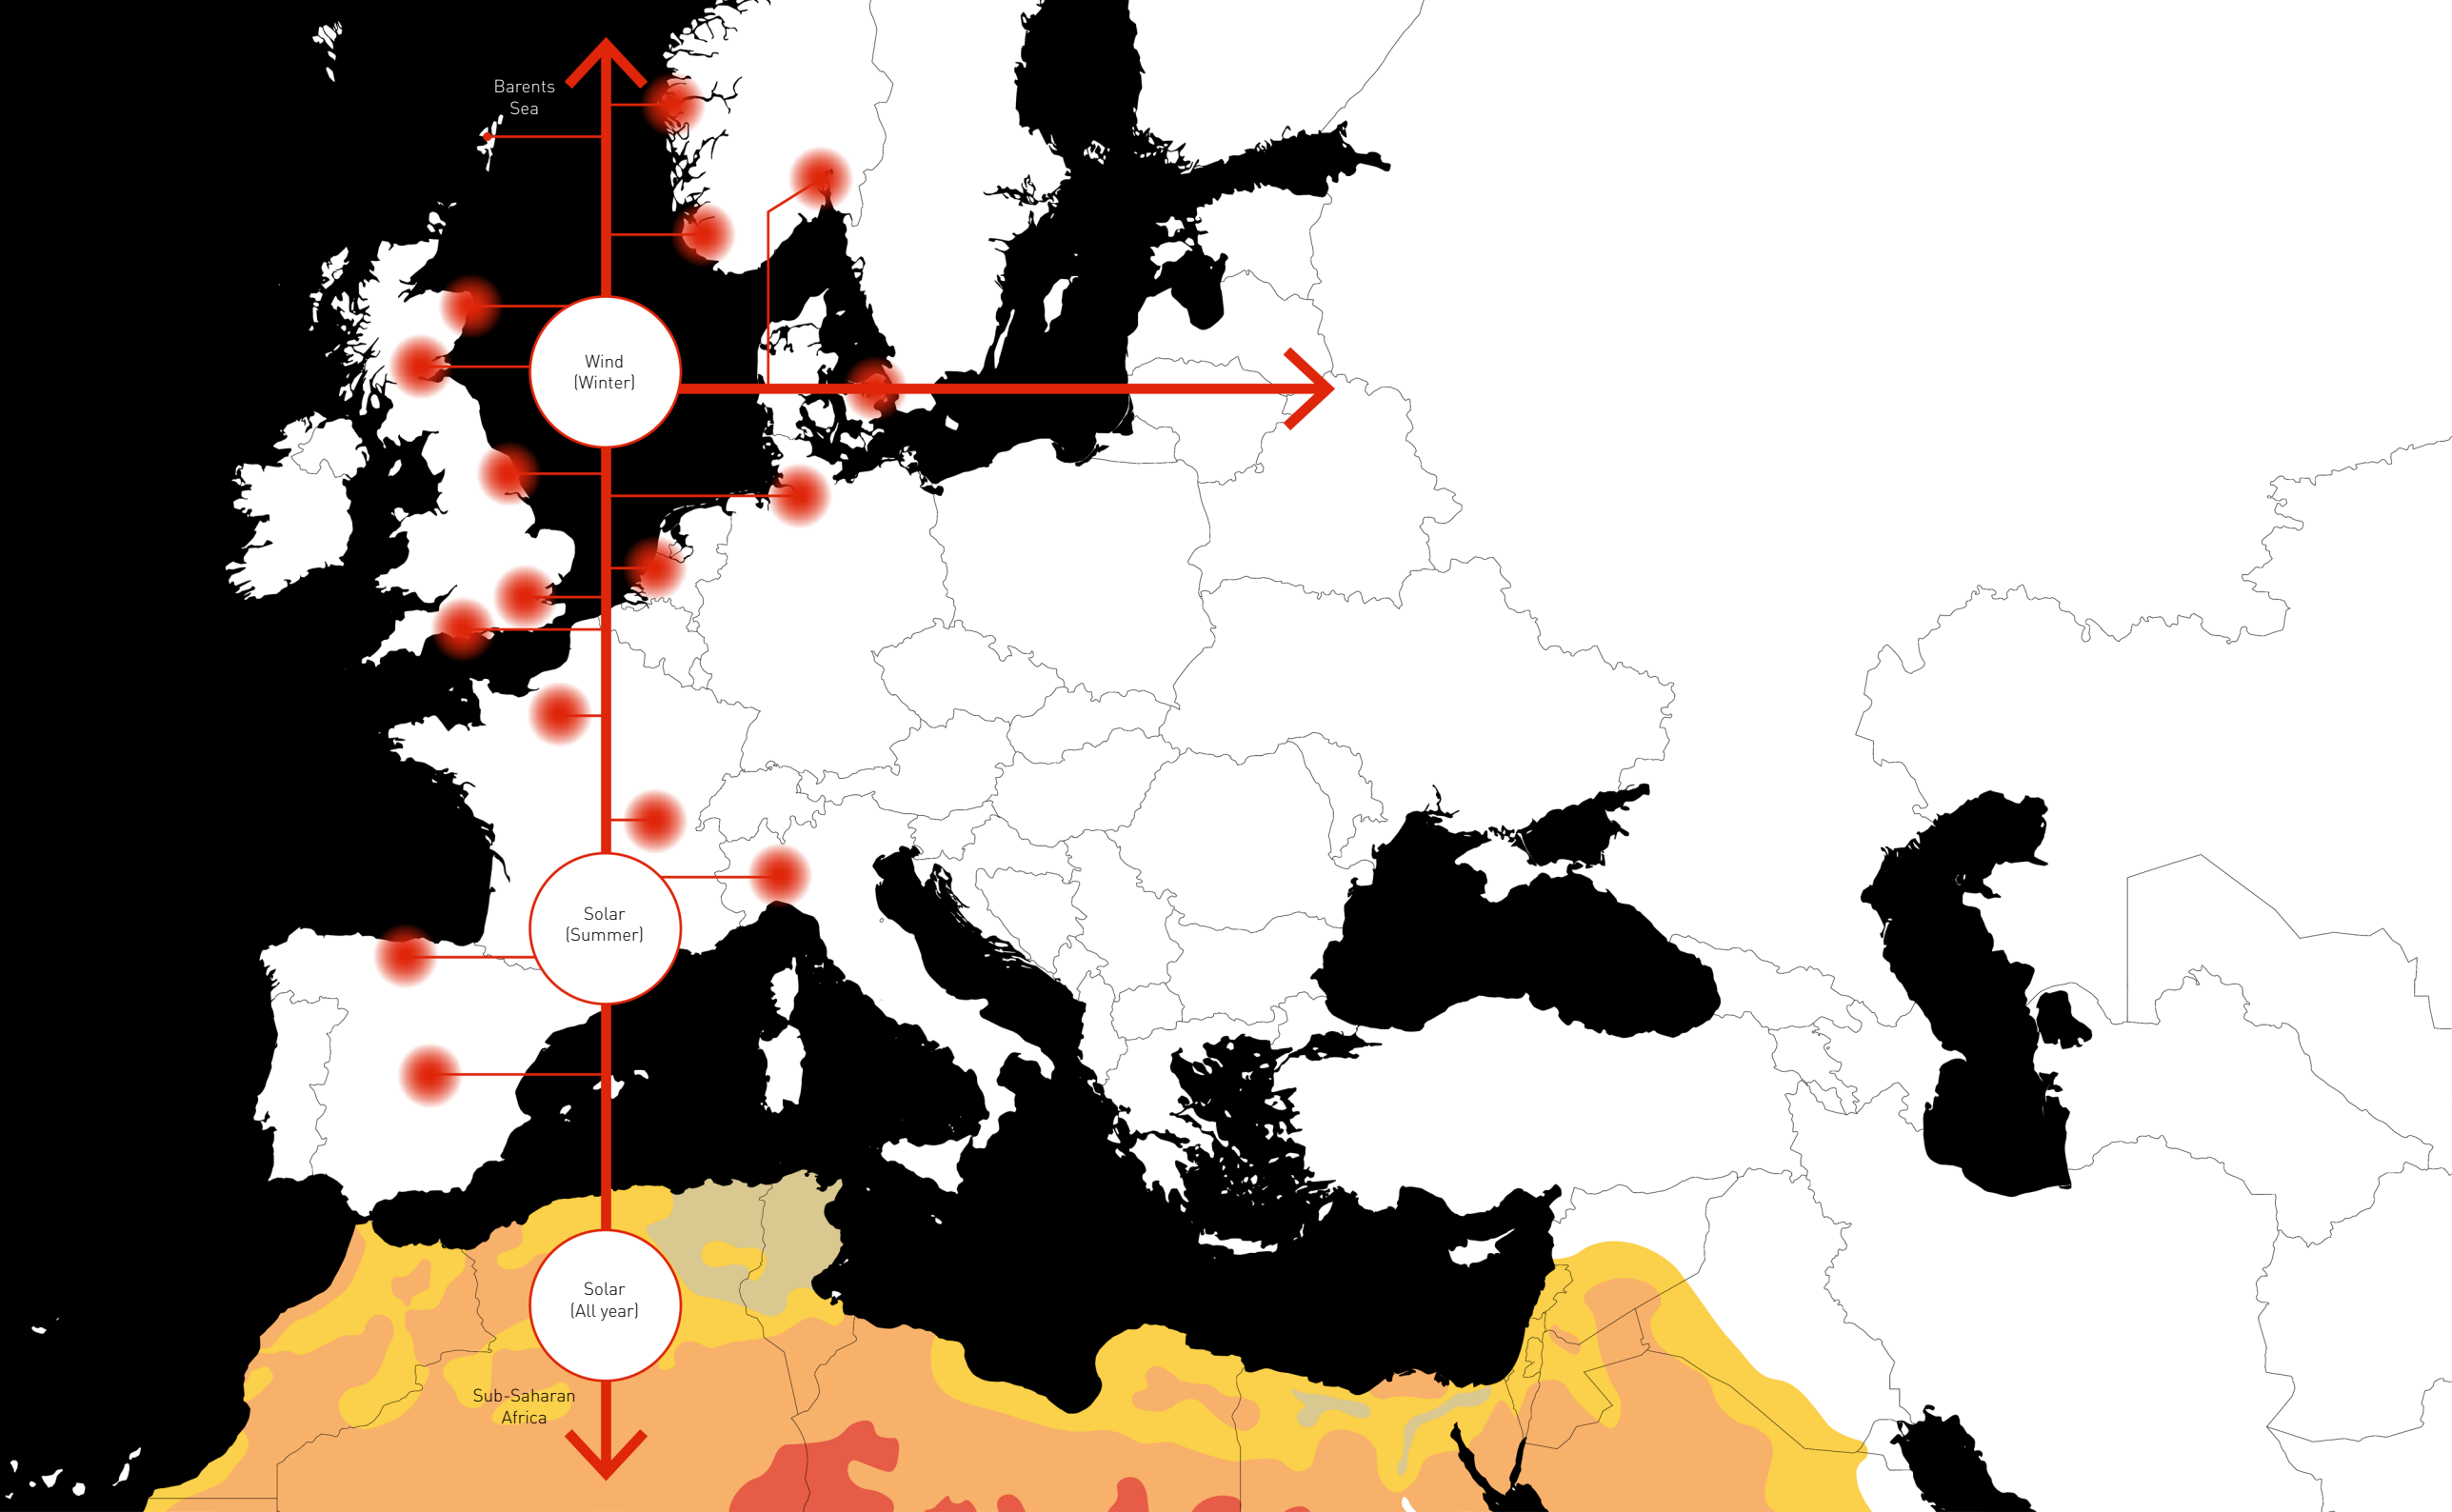 Barents
Sea
Wind
(Winter)
Solar
(Summer)
Solar
(All year)
Sub-Saharan
Africa